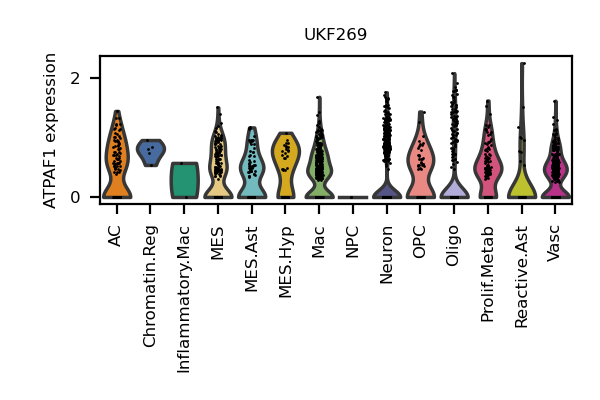 UKF269
ATPAF1 expression
2
0
AC
Chromatin.Reg
Inflammatory.Mac
MES
MES.Ast
MES.Hyp
Mac
NPC
Neuron
OPC
Oligo
Prolif.Metab
Reactive.Ast
Vasc